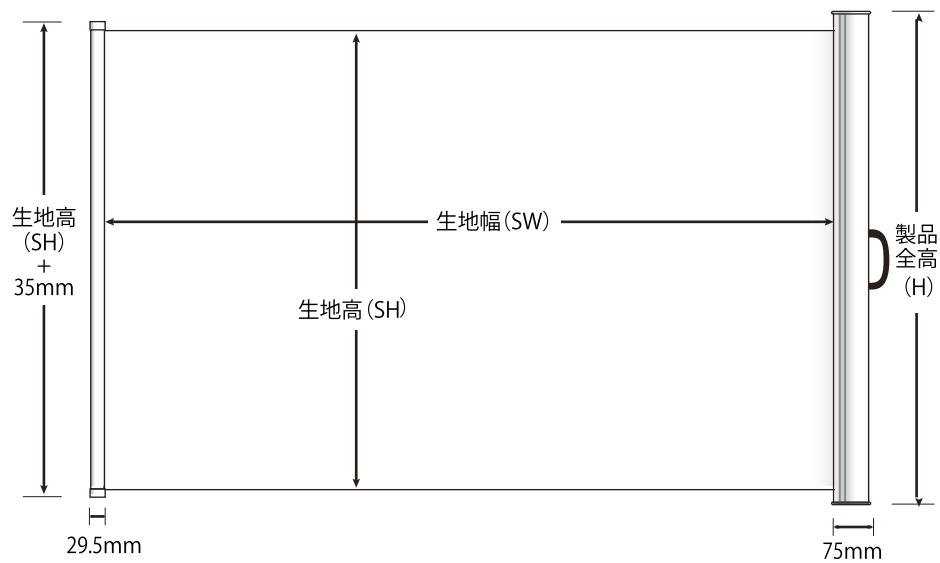 生地高
（SH）
＋
35mm
生地幅（SW）
生地高（SH）
製品
全高
（H）
29.5mm
75mm